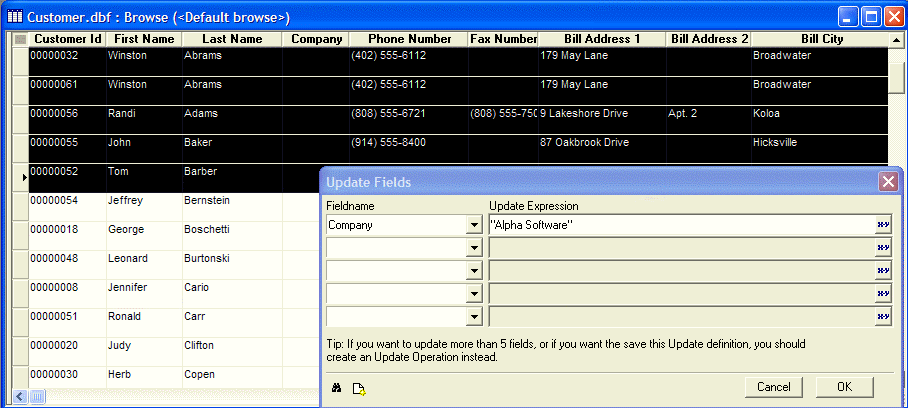 Customer.dbf : Browse (<Default browse>)
Customer Id First Name Last Name Company Phone Number Fax Number Bill Address 1 Bill Address 2 Bill City
00000032 Winston Abrams (402) 555-6112 179 May Lane Broadwater
00000061 Winston Abrams (402) 555-6112 179 May Lane Broadwater
00000056 Randi Adams (808) 555-6721 (808) 555-750 9 Lakeshore Drive Apt. 2 Koloa
00000055 John Baker (914) 555-8400 87 Oakbrook Drive Hicksville
00000052 Tom Barber
00000054 Jeffrey Bernstein
00000018 George Boschetti
00000048 Leonard Burtonski
00000008 Jennifer Cario
00000051 Ronald Carr
00000020 Judy Clifton
00000030 Herb Copen
Update Fields
Fieldname Update Expression
Company "Alpha Software"
Tip: If you want to update more than 5 fields, or if you want the save this Update definition, you should
create an Update Operation instead.
Cancel OK